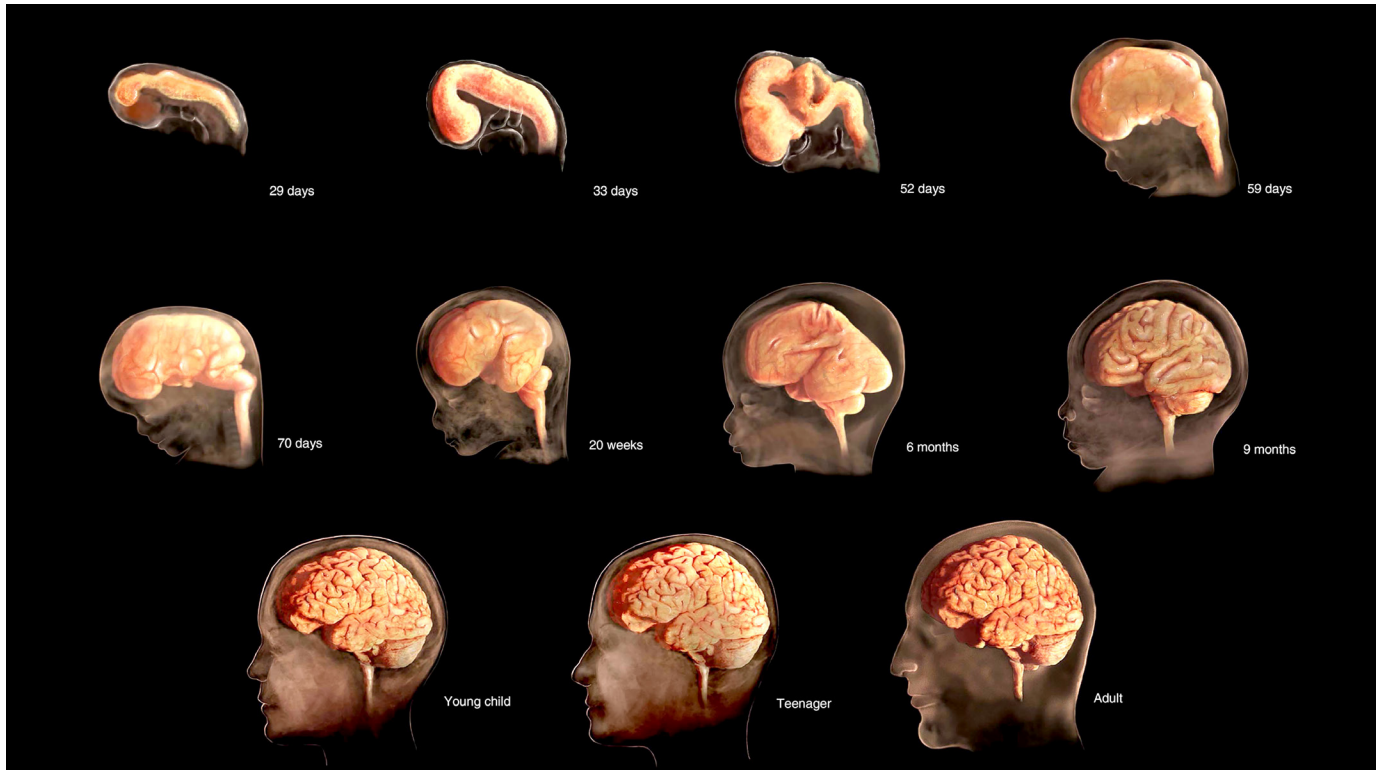 29 days
33 days
52 days
59 days
70 days
20 weeks
6 months
9 months
Young child
Teenager
Adult